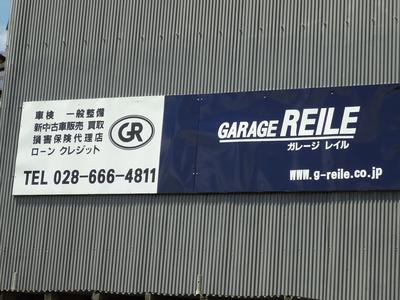 車検 一般整備
新中古車販売 買取
損害保険代理店
ローン クレジット
GR
TEL 028-666-4811
GARAGE REILE
ガレージ レイル
www.g-reile.co.jp